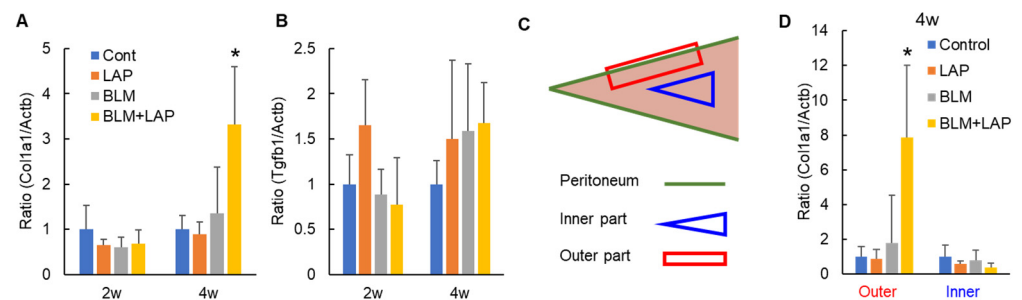 A
Ratio (Col1a1/Actb)
5
4
3
2
1
0
Cont
LAP
BLM
BLM+LAP
*
2w
4w
B
Ratio (Tgfb1/Actb)
2.5
2
1.5
1
0.5
0
2w
4w
C
Peritoneum
Inner part
Outer part
D
4w
Ratio (Col1a1/Actb)
14
12
10
8
6
4
2
0
*
Control
LAP
BLM
BLM+LAP
Outer
Inner